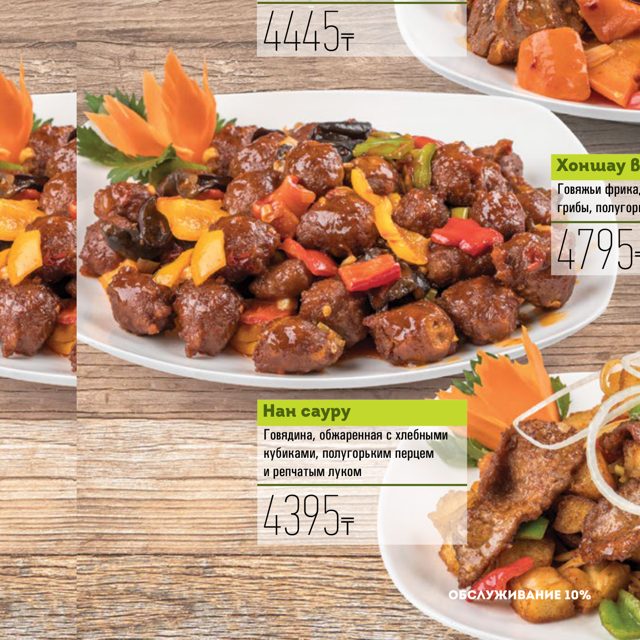 4445₸
Хоншау в
Говяжьи фрика
грибы, полугорь
4795₸
Нан сауру
Говядина, обжаренная с хлебными
кубиками, полугорьким перцем
и репчатым луком
4395₸
ОБСЛУЖИВАНИЕ 10%